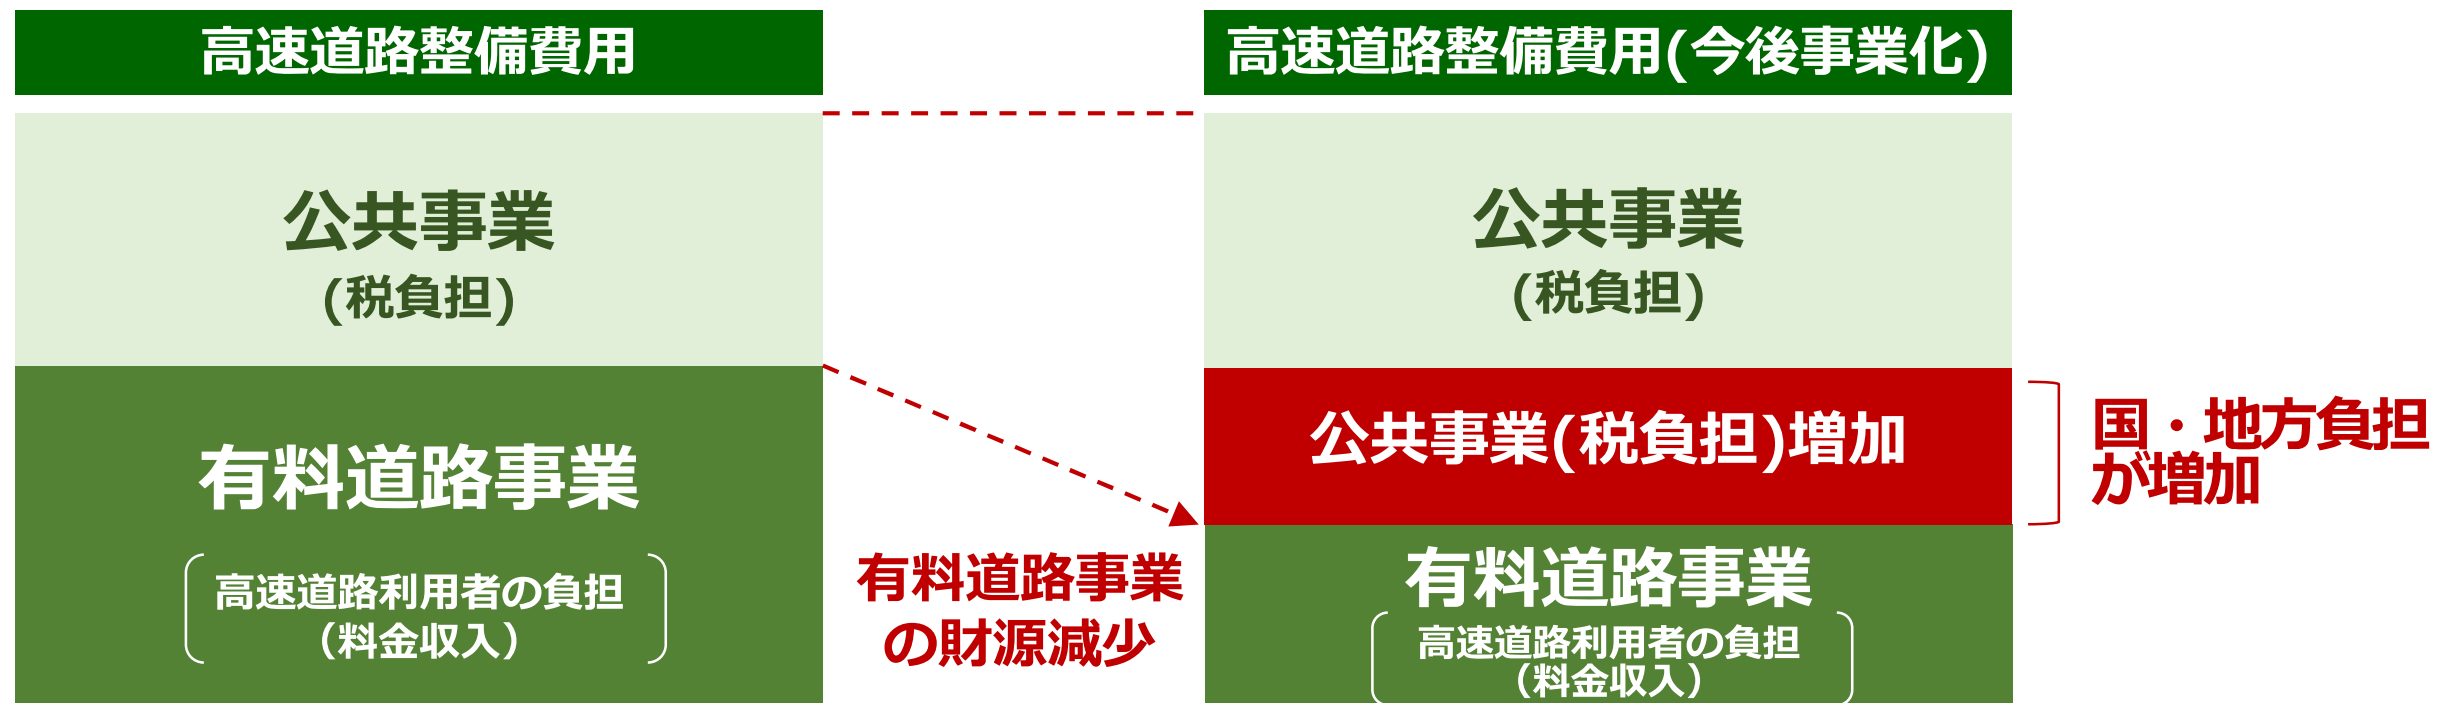 高速道路整備費用
公共事業
(税負担)
有料道路事業
高速道路利用者の負担
(料金収入)
有料道路事業
の財源減少
高速道路整備費用(今後事業化)
公共事業
(税負担)
公共事業(税負担)増加
有料道路事業
高速道路利用者の負担
(料金収入)
国・地方負担
が増加